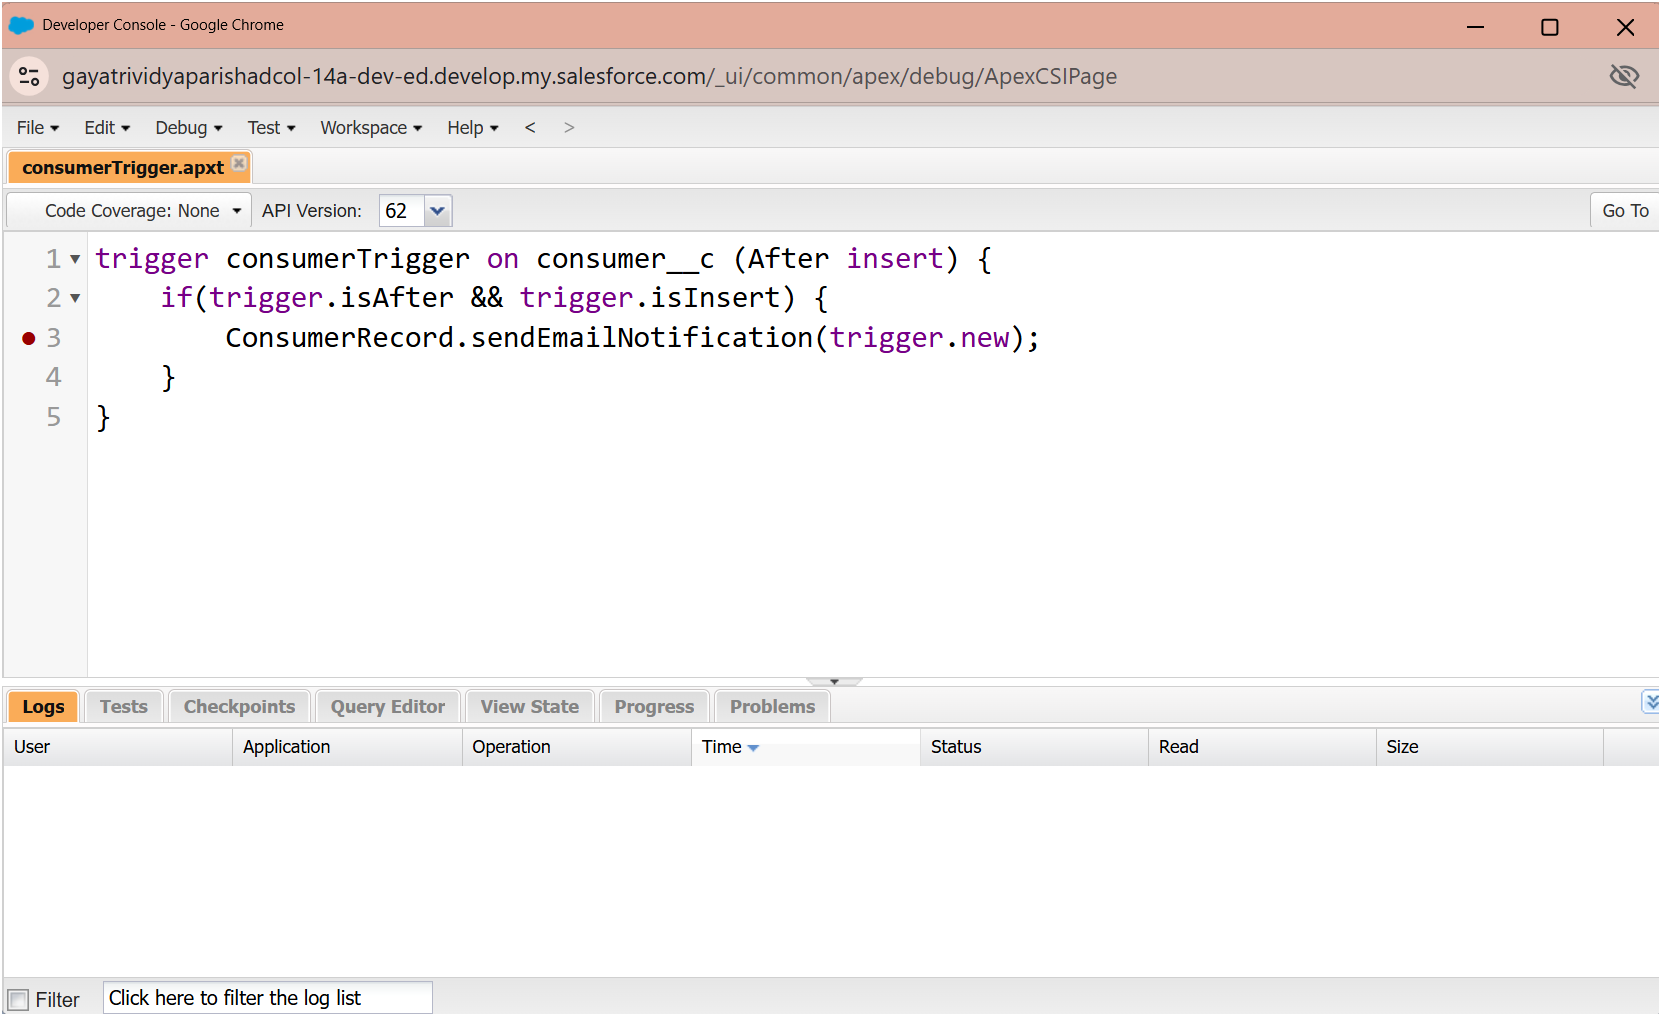 Developer Console - Google Chrome
gayatrividyaparishadcol-14a-dev-ed.develop.my.salesforce.com/_ui/common/apex/debug/ApexCSIPage
File Edit Debug Test Workspace Help < >
consumerTrigger.apxt
Code Coverage: None API Version: 62 Go To
1 trigger consumerTrigger on consumer__c (After insert) {
2 if(trigger.isAfter && trigger.isInsert) {
3 ConsumerRecord.sendEmailNotification(trigger.new);
4 }
5 }
Logs Tests Checkpoints Query Editor View State Progress Problems
User Application Operation Time Status Read Size
Filter Click here to filter the log list